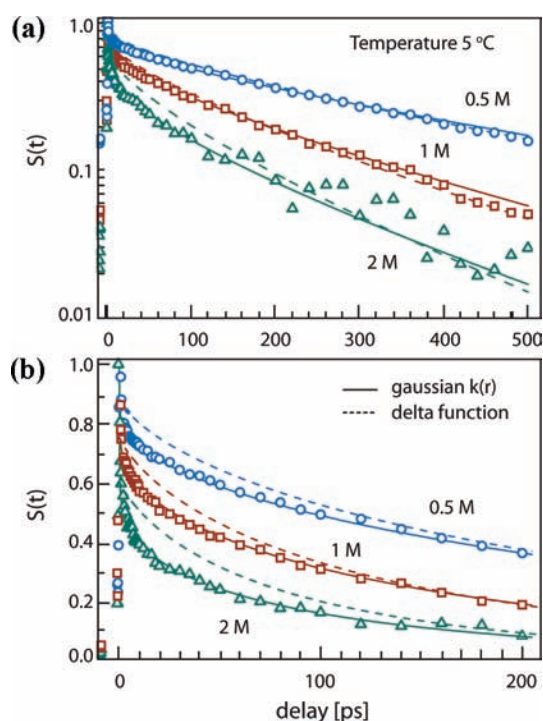 (a)
Temperature 5 °C
S(t)
1.0
0.1
0.01
0.5 M
1 M
2 M
0 100 200 300 400 500
(b)
S(t)
1.0
0.8
0.6
0.4
0.2
0.0
gaussian k(r)
delta function
0.5 M
1 M
2 M
0 100 200
delay [ps]